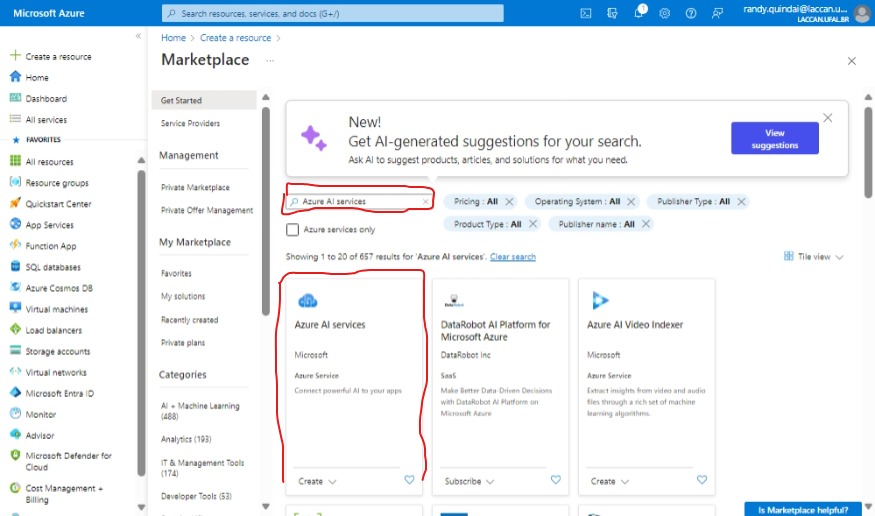 Microsoft Azure
Search resources, services, and docs (G+/)
1
randy.quindai@laccan.u...
LACCAN.UFAL.BR
Create a resource
Home
Dashboard
All services
FAVORITES
All resources
Resource groups
Quickstart Center
App Services
Function App
SQL databases
Azure Cosmos DB
Virtual machines
Load balancers
Storage accounts
Virtual networks
Microsoft Entra ID
Monitor
Advisor
Microsoft Defender for
Cloud
Cost Management +
Billing
Home > Create a resource >
Marketplace ...
Get Started
Service Providers
Management
Private Marketplace
Private Offer Management
My Marketplace
Favorites
My solutions
Recently created
Private plans
Categories
AI + Machine Learning
(488)
Analytics (193)
IT & Management Tools
(174)
Developer Tools (53)
New!
Get AI-generated suggestions for your search.
Ask AI to suggest products, articles, and solutions for what you need.
View
suggestions
Azure AI services
Pricing : All
Operating System : All
Publisher Type : All
Product Type : All
Publisher name : All
Azure services only
Showing 1 to 20 of 657 results for 'Azure AI services'. Clear search
Tile view
Azure AI services
Microsoft
Azure Service
Connect powerful AI to your apps
Create
DataRobot
DataRobot AI Platform for
Microsoft Azure
DataRobot Inc
SaaS
Make Better Data-Driven Decisions
with DataRobot AI Platform on
Microsoft Azure
Subscribe
Azure AI Video Indexer
Microsoft
Azure Service
Extract insights from video and audio
files through a rich set of machine
learning algorithms.
Create
Is Marketplace helpful?